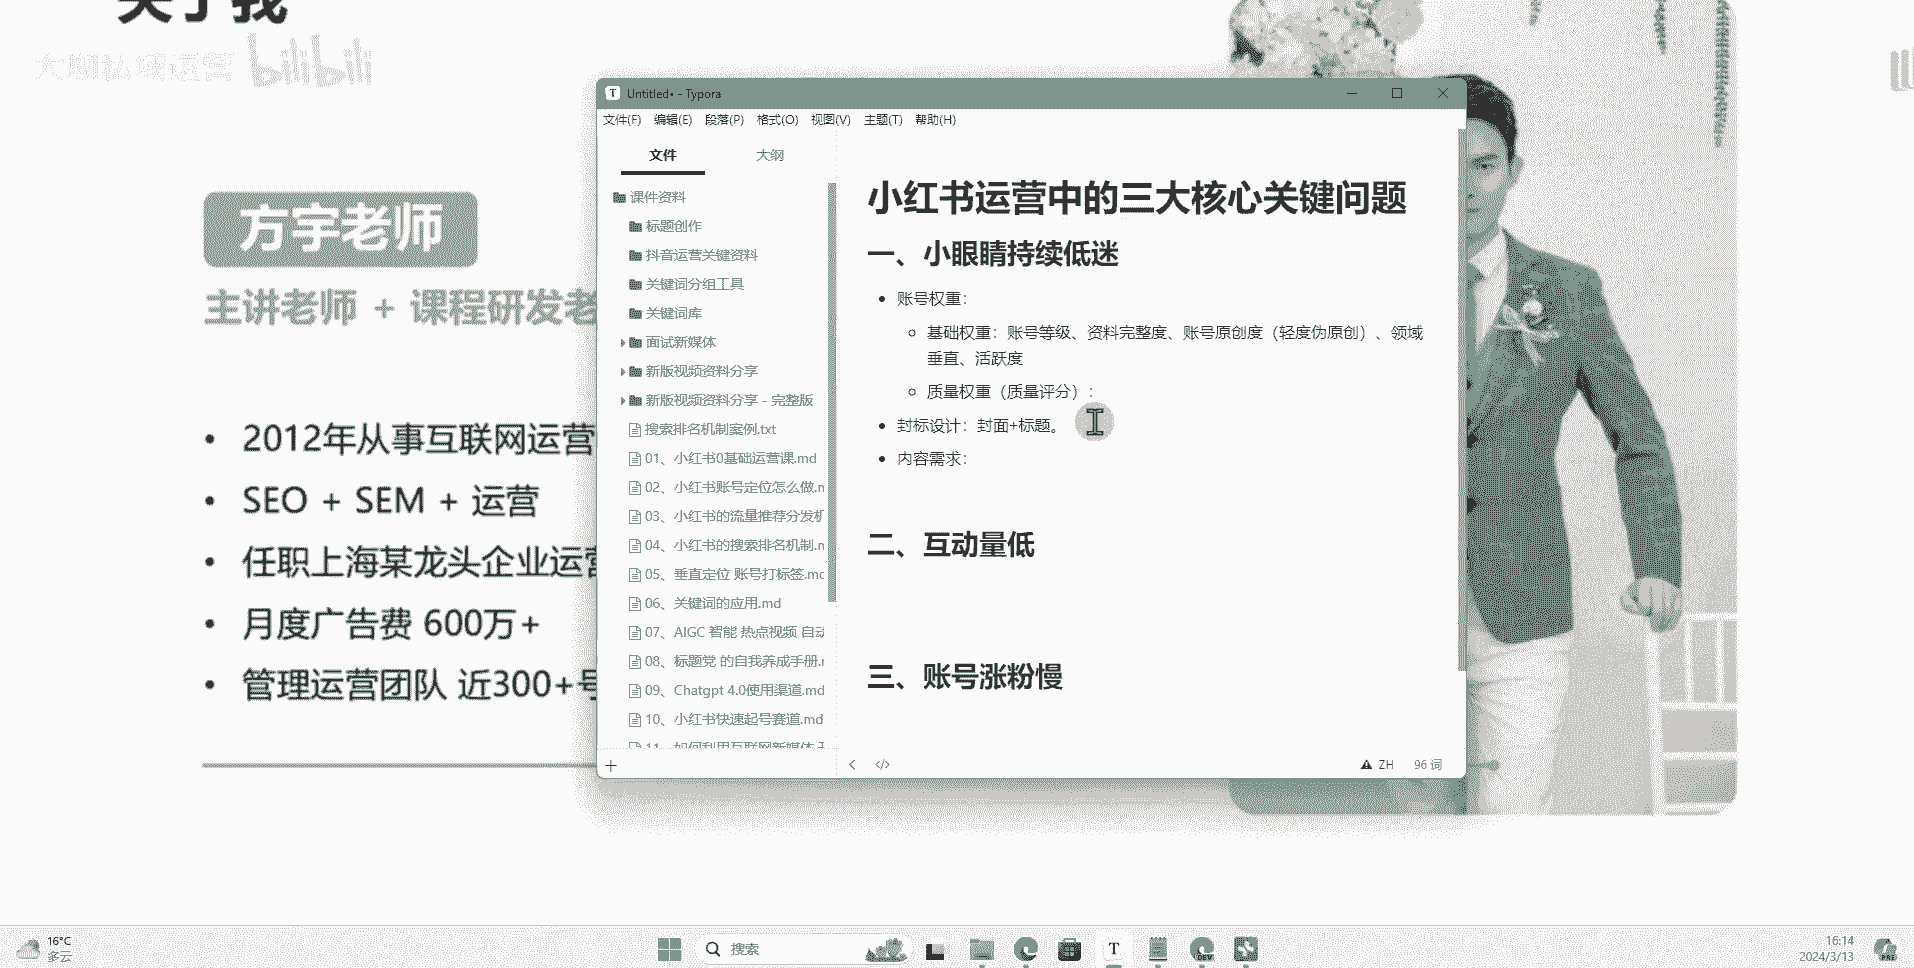 关于我
大咖私域运营 bilibili
方宇老师
主讲老师 + 课程研发老
2012年从事互联网运营
SEO + SEM + 运营
任职上海某龙头企业运营
月度广告费 600万+
管理运营团队 近300+号
Untitled• - Typora
文件(F) 编辑(E) 段落(P) 格式(O) 视图(V) 主题(T) 帮助(H)
文件 大纲
课件资料
标题创作
抖音运营关键资料
关键词分组工具
关键词库
面试新媒体
新版视频资料分享
新版视频资料分享 - 完整版
搜索排名机制案例.txt
01、小红书0基础运营课.md
02、小红书账号定位怎么做.m
03、小红书的流量推荐分发机
04、小红书的搜索排名机制.m
05、垂直定位 账号打标签.mc
06、关键词的应用.md
07、AIGC 智能 热点视频 自动
08、标题党 的自我养成手册.r
09、Chatgpt 4.0使用渠道.md
10、小红书快速起号赛道.md
11、如何利用互联网新媒体
小红书运营中的三大核心关键问题
一、小眼睛持续低迷
账号权重：
基础权重：账号等级、资料完整度、账号原创度（轻度伪原创）、领域
垂直、活跃度
质量权重（质量评分）：
封标设计：封面+标题。
内容需求：
二、互动量低
三、账号涨粉慢
ZH 96 词
16°C
多云
搜索
T
DEV
16:14
2024/3/13
PRE